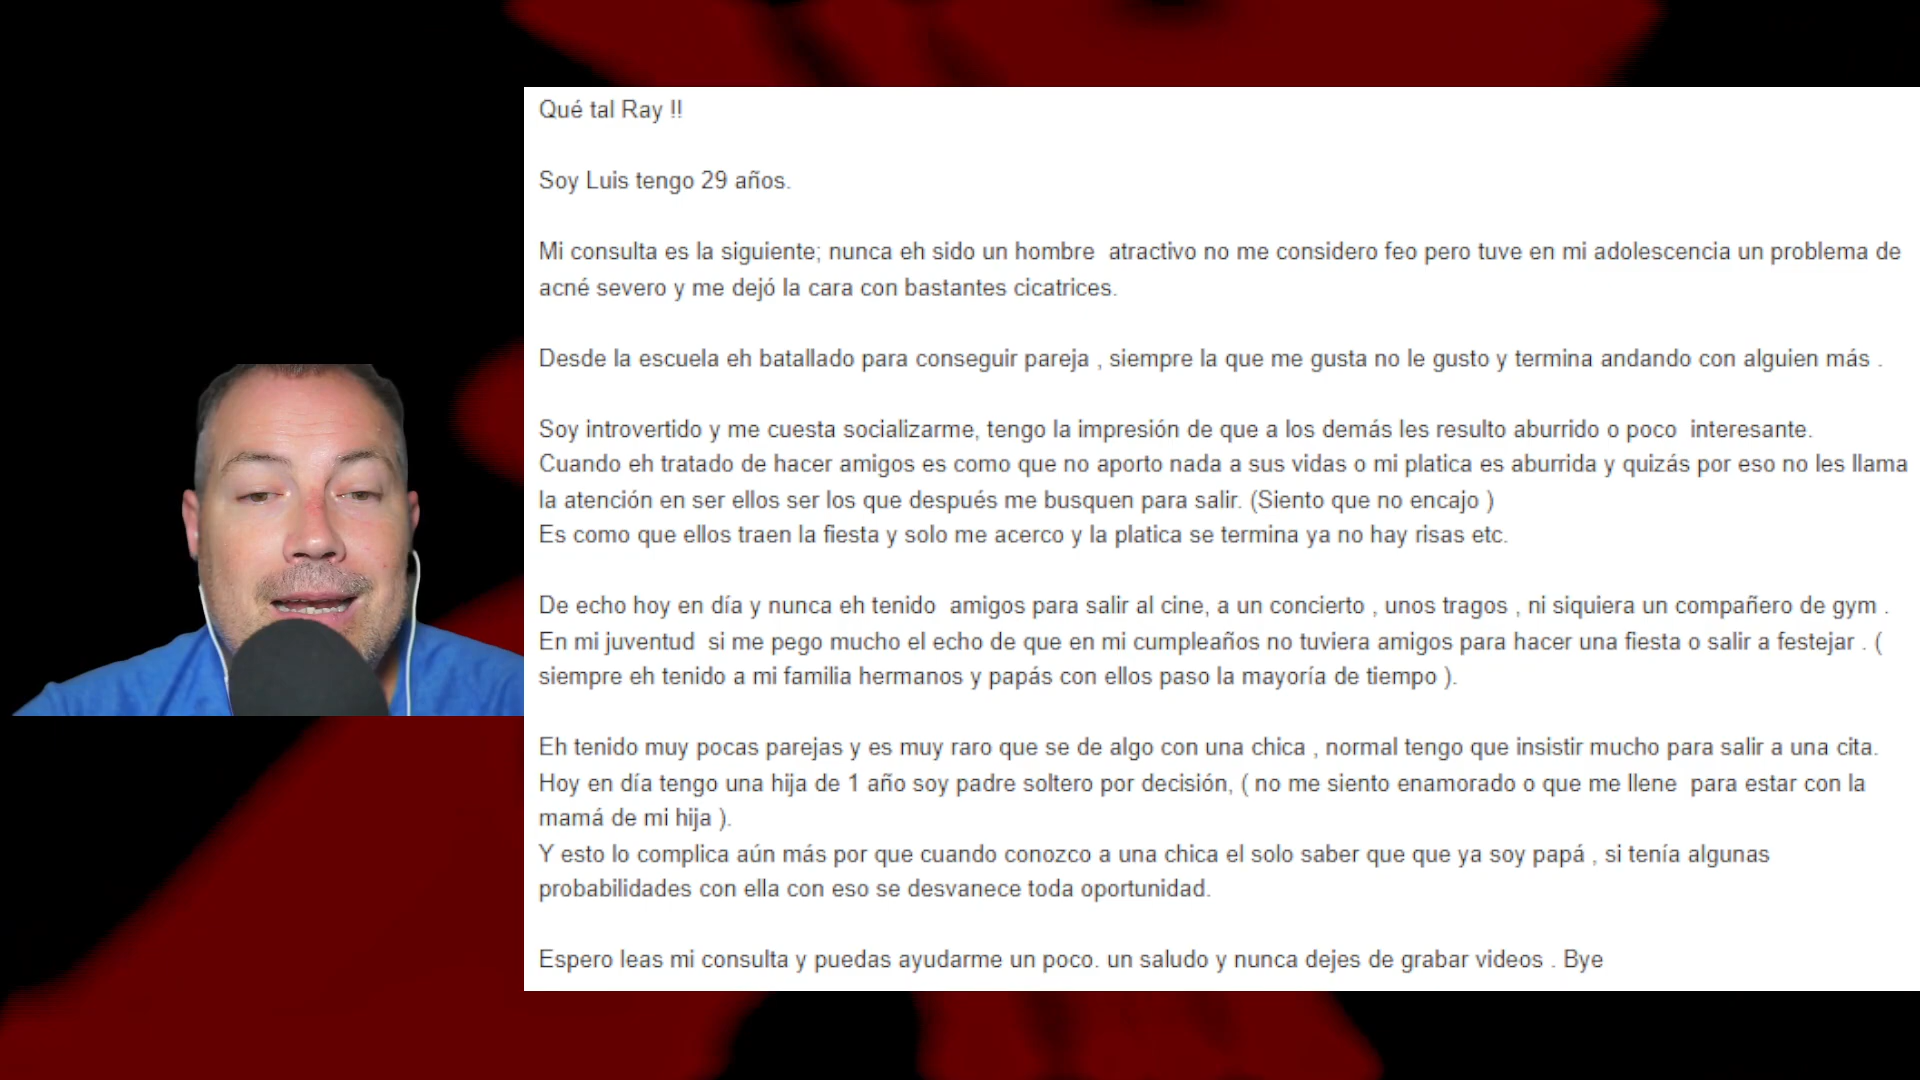 Qué tal Ray !!
Soy Luis tengo 29 años.
Mi consulta es la siguiente; nunca eh sido un hombre  atractivo no me considero feo pero tuve en mi adolescencia un problema de
acné severo y me dejó la cara con bastantes cicatrices.
Desde la escuela eh batallado para conseguir pareja , siempre la que me gusta no le gusto y termina andando con alguien más .
Soy introvertido y me cuesta socializarme, tengo la impresión de que a los demás les resulto aburrido o poco  interesante.
Cuando eh tratado de hacer amigos es como que no aporto nada a sus vidas o mi platica es aburrida y quizás por eso no les llama
la atención en ser ellos ser los que después me busquen para salir. (Siento que no encajo )
Es como que ellos traen la fiesta y solo me acerco y la platica se termina ya no hay risas etc.
De echo hoy en día y nunca eh tenido  amigos para salir al cine, a un concierto , unos tragos , ni siquiera un compañero de gym .
En mi juventud  si me pego mucho el echo de que en mi cumpleaños no tuviera amigos para hacer una fiesta o salir a festejar . (
siempre eh tenido a mi familia hermanos y papás con ellos paso la mayoría de tiempo ).
Eh tenido muy pocas parejas y es muy raro que se de algo con una chica , normal tengo que insistir mucho para salir a una cita.
Hoy en día tengo una hija de 1 año soy padre soltero por decisión, ( no me siento enamorado o que me llene  para estar con la
mamá de mi hija ).
Y esto lo complica aún más por que cuando conozco a una chica el solo saber que que ya soy papá , si tenía algunas
probabilidades con ella con eso se desvanece toda oportunidad.
Espero leas mi consulta y puedas ayudarme un poco. un saludo y nunca dejes de grabar videos . Bye